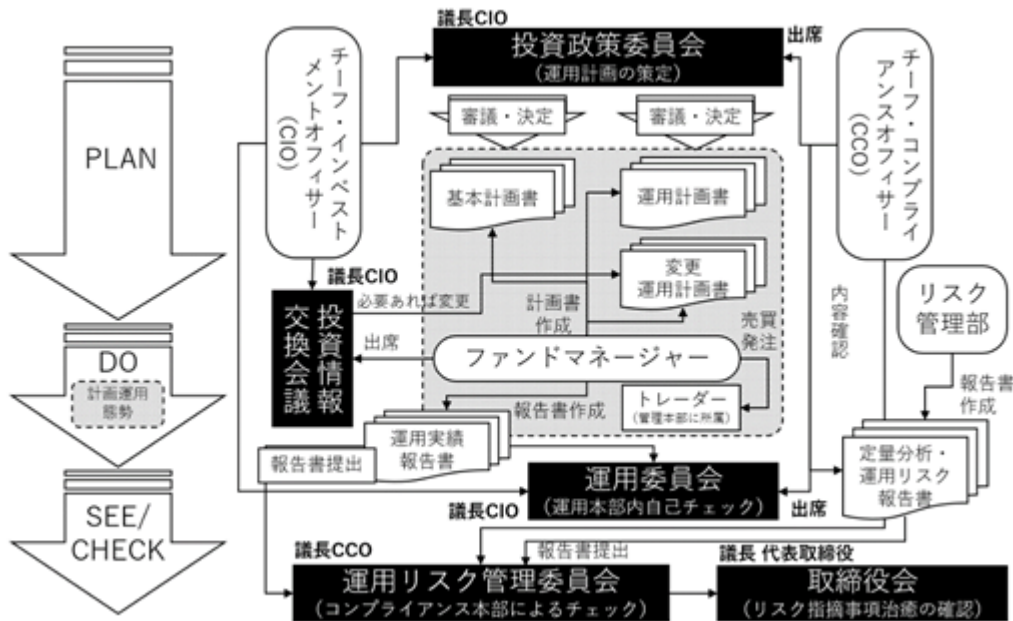 議長CIO
投資政策委員会
(運用計画の策定)
出席
チーフ・インベスト
メントオフィサー
(CIO)
チーフ・コンプライ
アンスオフィサー
(CCO)
PLAN
審議・決定
審議・決定
基本計画書
運用計画書
変更
運用計画書
議長CIO
必要あれば変更
計画書
作成
売買
発注
内容確認
リスク
管理部
投資情報
交換会議
出席
ファンドマネージャー
DO
計画運用
態勢
報告書作成
トレーダー
(管理本部に所属)
報告書
作成
運用実績
報告書
報告書提出
定量分析・
運用リスク
報告書
運用委員会
(運用本部内自己チェック)
議長CIO
出席
SEE/
CHECK
議長CCO
報告書提出
議長 代表取締役
運用リスク管理委員会
(コンプライアンス本部によるチェック)
取締役会
(リスク指摘事項治癒の確認)